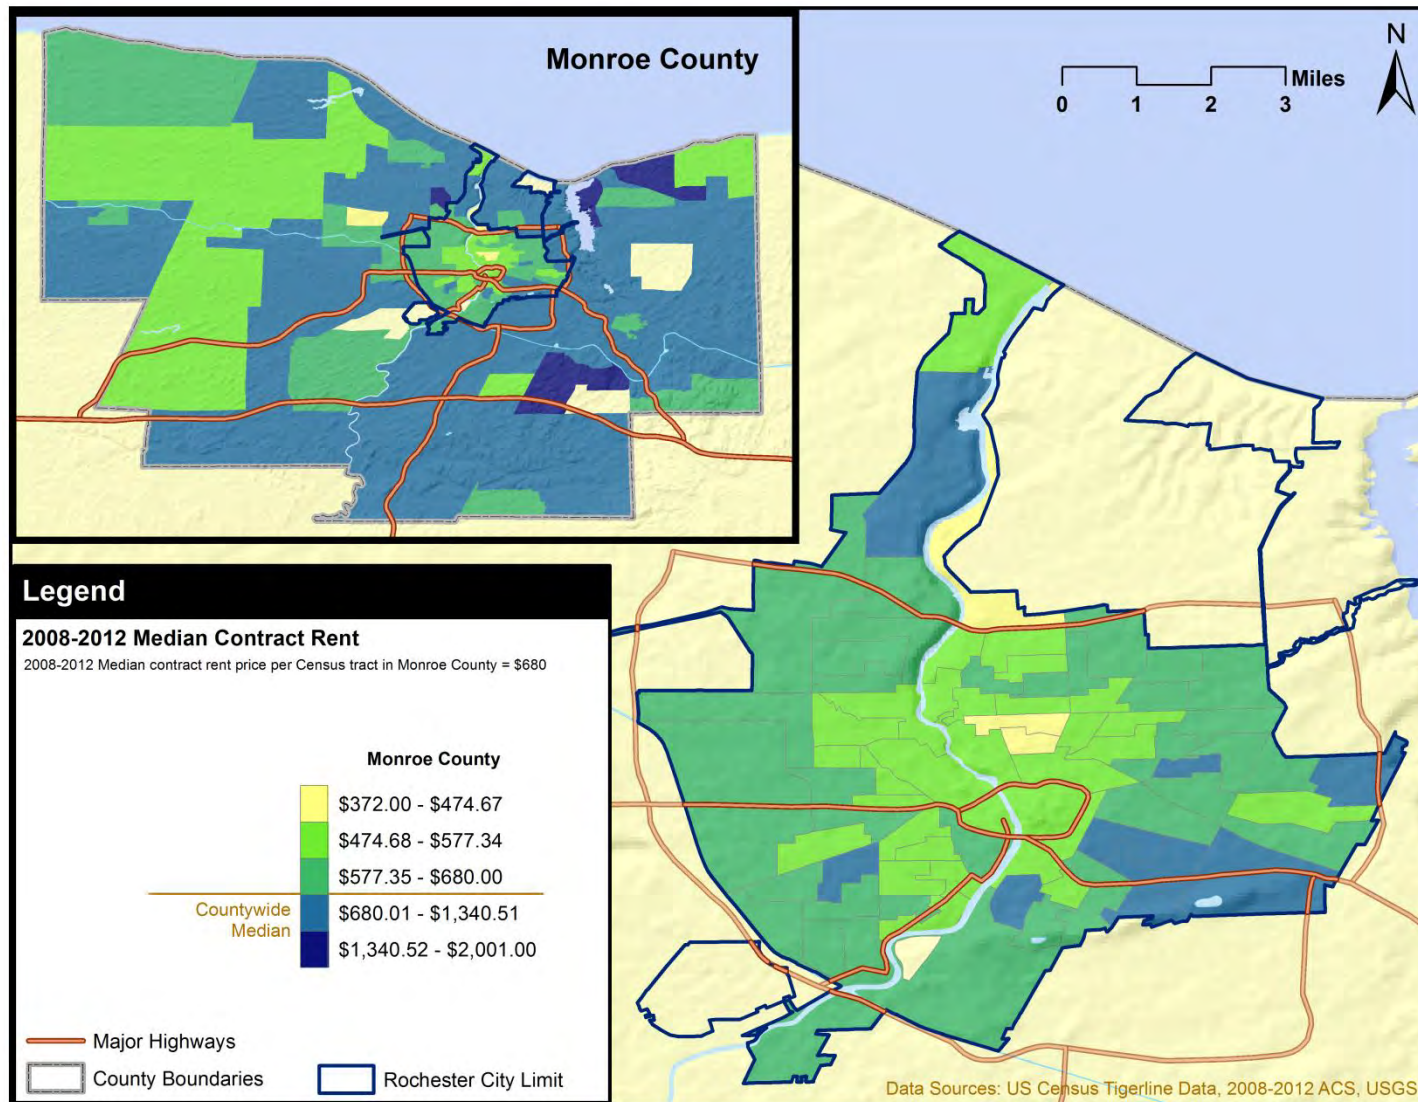 Monroe County
N
Miles
0 1 2 3
Legend
2008-2012 Median Contract Rent
2008-2012 Median contract rent price per Census tract in Monroe County = $680
Monroe County
$372.00 - $474.67
$474.68 - $577.34
$577.35 - $680.00
Countywide
Median
$680.01 - $1,340.51
$1,340.52 - $2,001.00
Major Highways
County Boundaries
Rochester City Limit
Data Sources: US Census Tigerline Data, 2008-2012 ACS, USGS